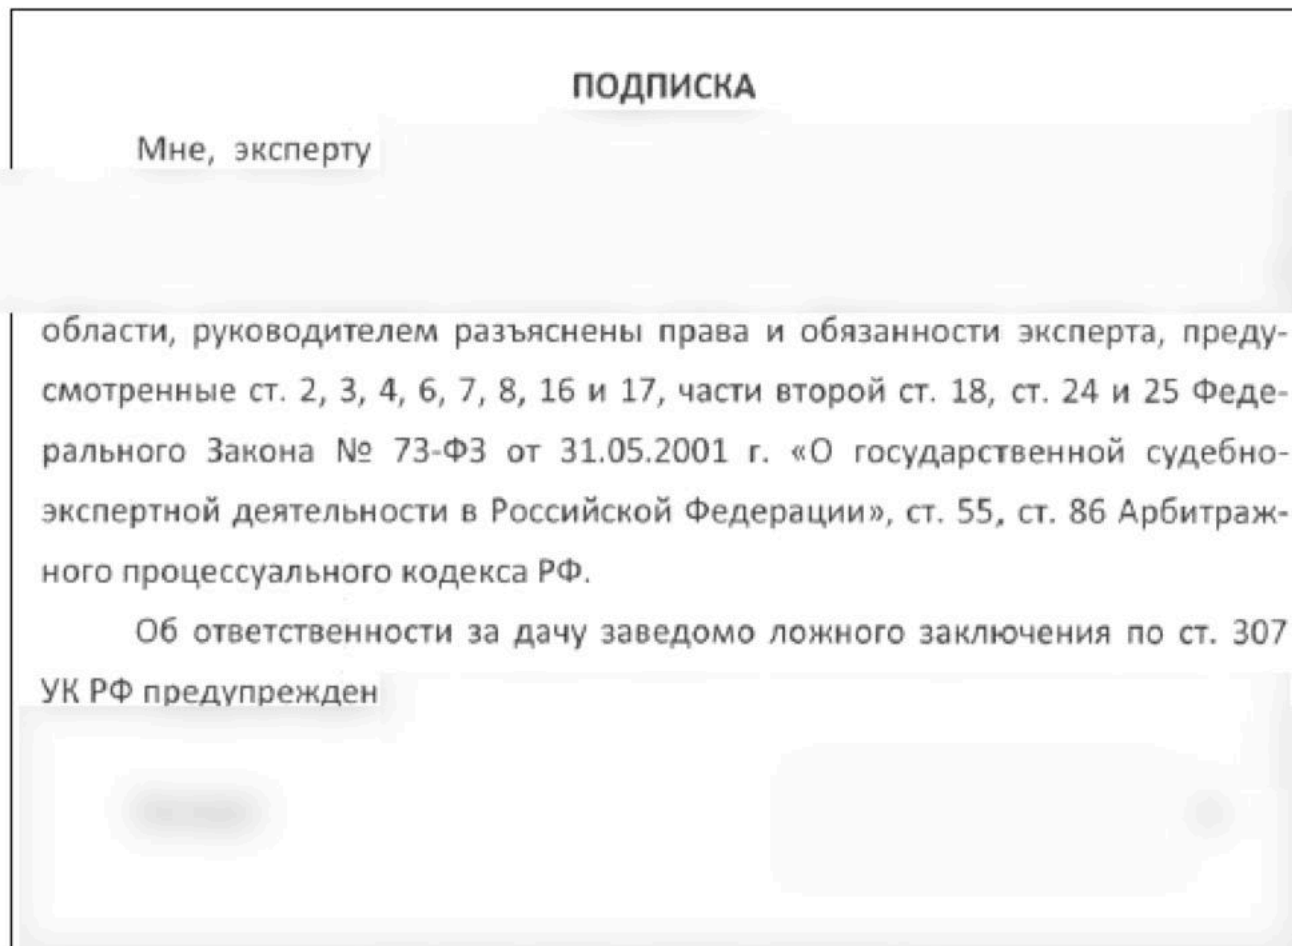 ПОДПИСКА
Мне, эксперту
области, руководителем разъяснены права и обязанности эксперта, преду-
смотренные ст. 2, 3, 4, 6, 7, 8, 16 и 17, части второй ст. 18, ст. 24 и 25 Феде-
рального Закона № 73-ФЗ от 31.05.2001 г. «О государственной судебно-
экспертной деятельности в Российской Федерации», ст. 55, ст. 86 Арбитраж-
ного процессуального кодекса РФ.
Об ответственности за дачу заведомо ложного заключения по ст. 307
УК РФ предупрежден